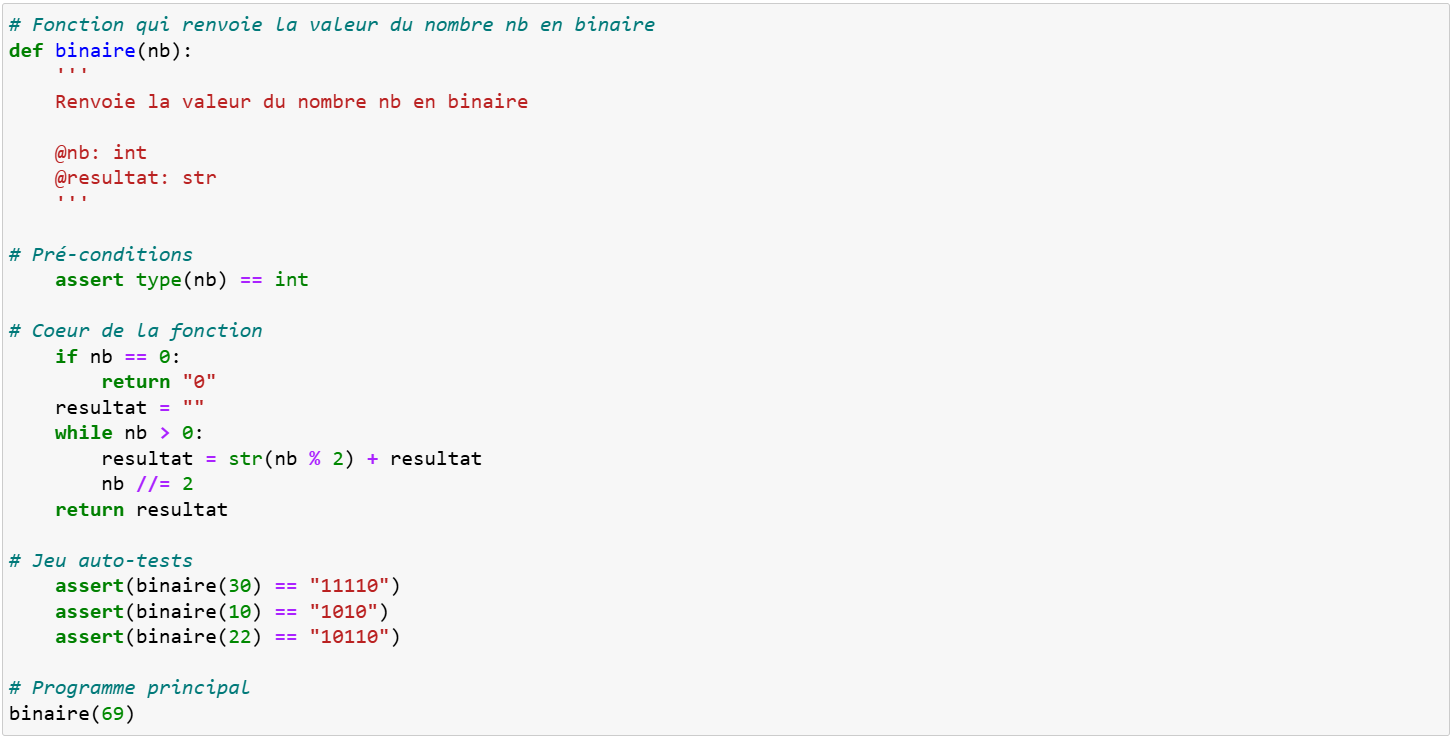 # Fonction qui renvoie la valeur du nombre nb en binaire
def binaire(nb):
    '''
    Renvoie la valeur du nombre nb en binaire

    @nb: int
    @resultat: str
    '''

# Pré-conditions
    assert type(nb) == int

# Coeur de la fonction
    if nb == 0:
        return "0"
    resultat = ""
    while nb > 0:
        resultat = str(nb % 2) + resultat
        nb //= 2
    return resultat

# Jeu auto-tests
    assert(binaire(30) == "11110")
    assert(binaire(10) == "1010")
    assert(binaire(22) == "10110")

# Programme principal
binaire(69)